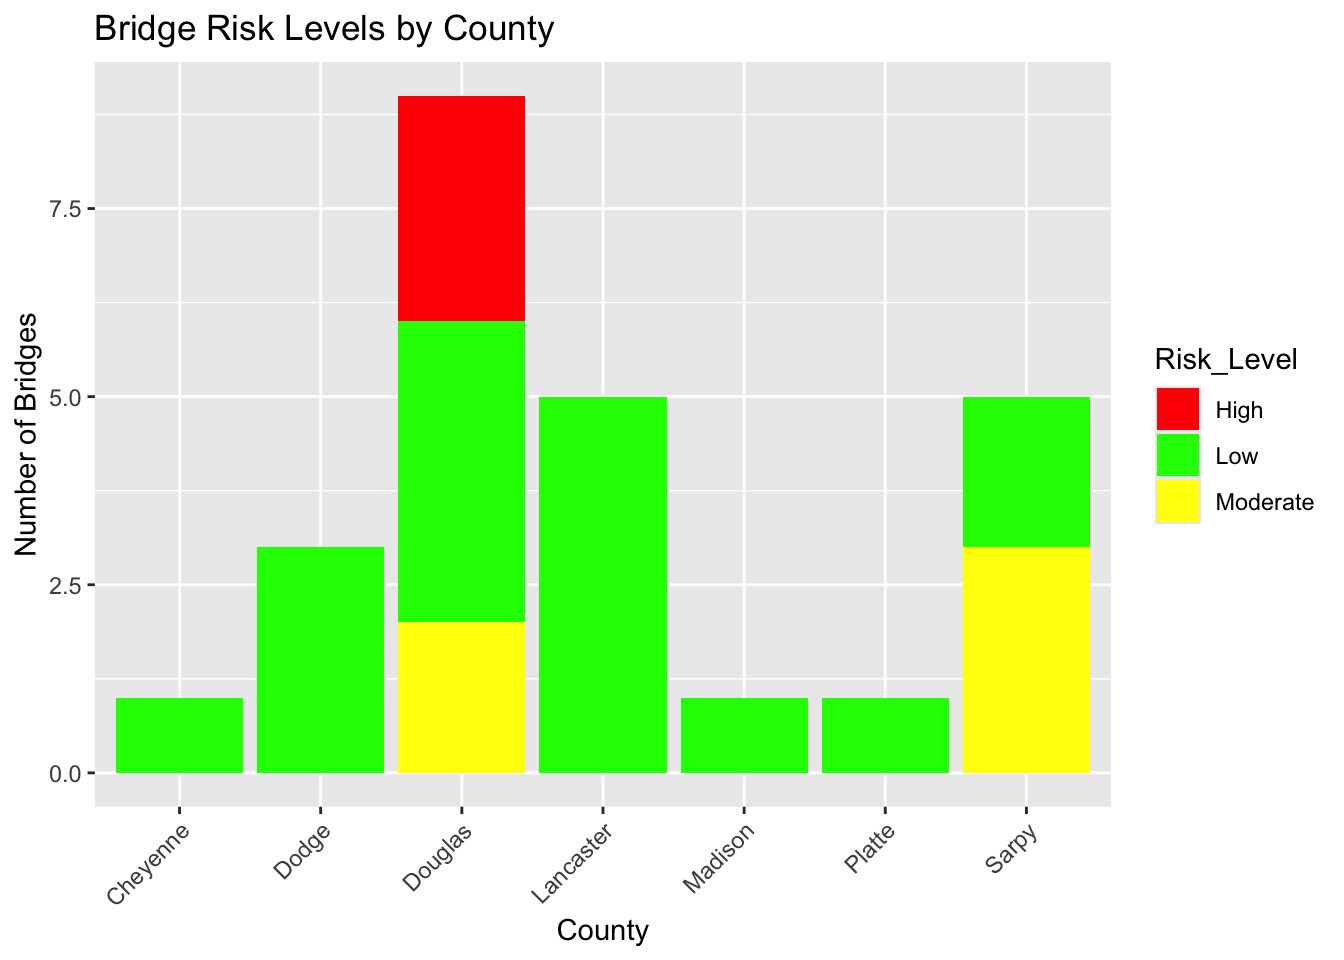 Bridge Risk Levels by County
Number of Bridges
7.5
5.0
2.5
0.0
Cheyenne
Dodge
Douglas
Lancaster
Madison
Platte
Sarpy
County
Risk_Level
High
Low
Moderate